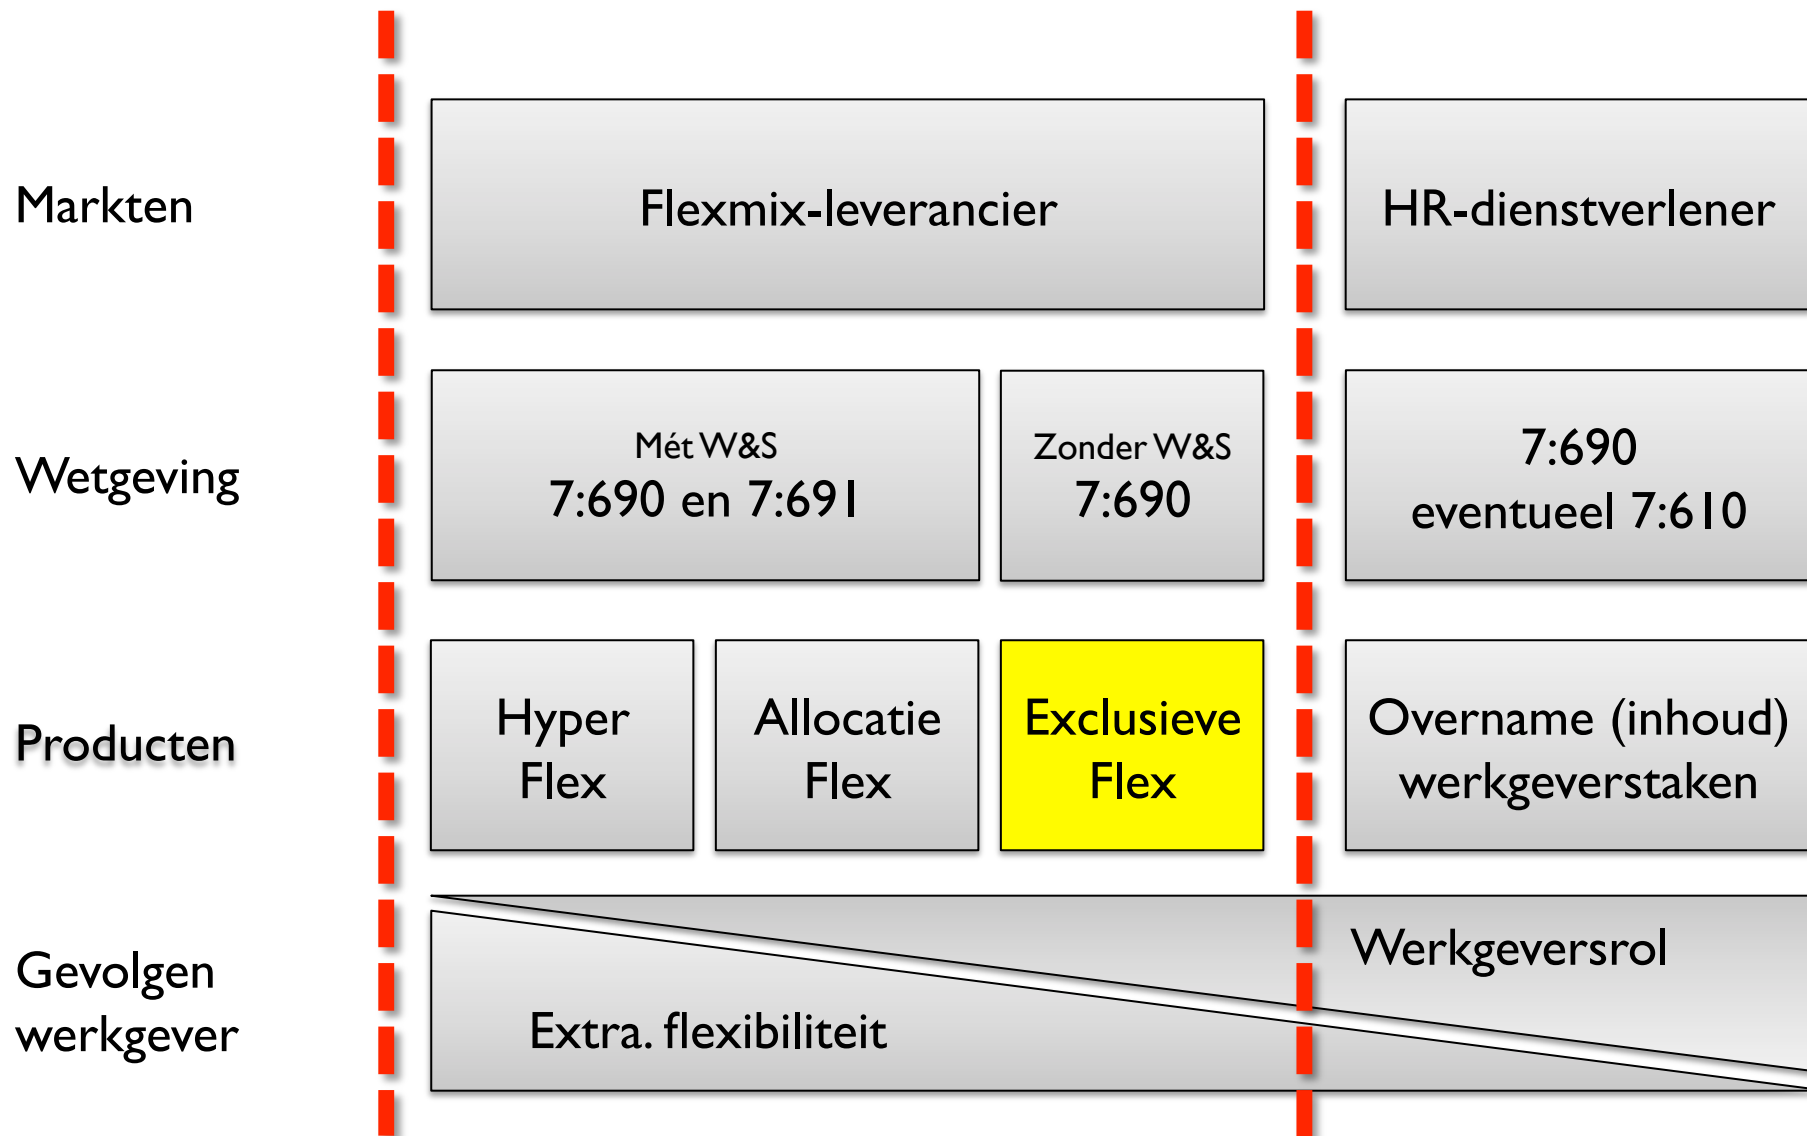 Markten
Flexmix-leverancier
HR-dienstverlener
Wetgeving
Mét W&S
7:690 en 7:691
Zonder W&S
7:690
7:690
eventueel 7:610
Producten
Hyper
Flex
Allocatie
Flex
Exclusieve
Flex
Overname (inhoud)
werkgeverstaken
Gevolgen
werkgever
Extra. flexibiliteit
Werkgeversrol